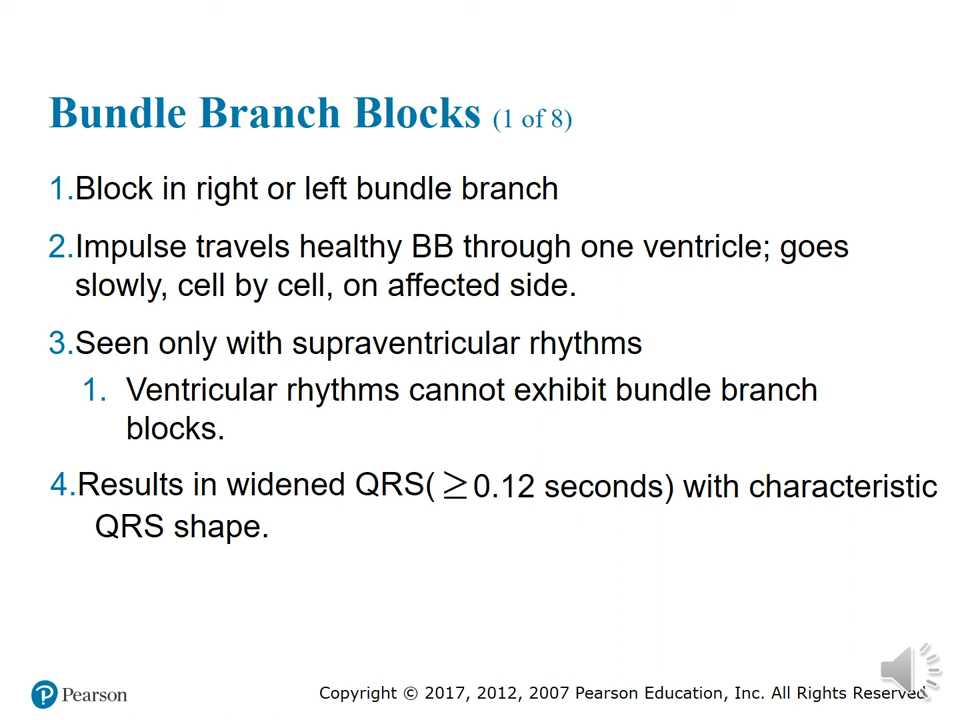 Bundle Branch Blocks (1 of 8)
1.Block in right or left bundle branch
2.Impulse travels healthy BB through one ventricle; goes
slowly, cell by cell, on affected side.
3.Seen only with supraventricular rhythms
1. Ventricular rhythms cannot exhibit bundle branch
blocks.
4.Results in widened QRS( ≥ 0.12 seconds) with characteristic
QRS shape.
Pearson
Copyright © 2017, 2012, 2007 Pearson Education, Inc. All Rights Reserved